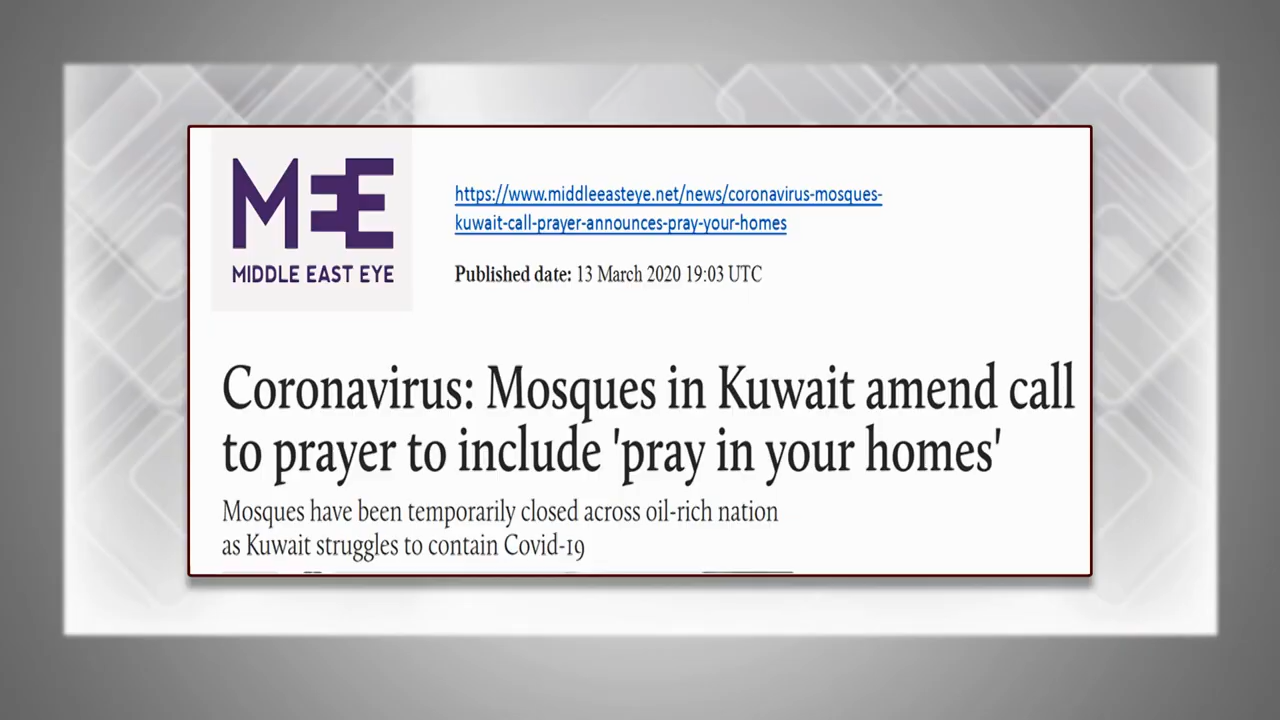 MEE
MIDDLE EAST EYE
https://www.middleeasteye.net/news/coronavirus-mosques-
kuwait-call-prayer-announces-pray-your-homes
Published date: 13 March 2020 19:03 UTC
Coronavirus: Mosques in Kuwait amend call
to prayer to include 'pray in your homes'
Mosques have been temporarily closed across oil-rich nation
as Kuwait struggles to contain Covid-19